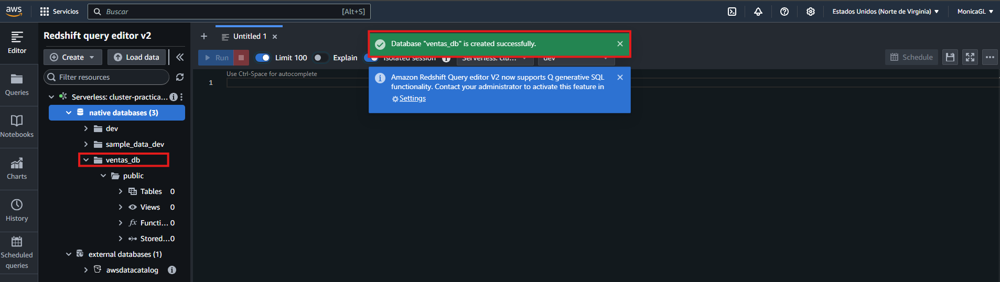 aws
Servicios
Buscar
[Alt+S]
Estados Unidos (Norte de Virginia)
MonicaGL
Editor
Queries
Notebooks
Charts
History
Scheduled
queries
Redshift query editor v2
Create
Load data
Filter resources
Serverless: cluster-practica...
native databases (3)
dev
sample_data_dev
ventas_db
public
Tables 0
Views 0
fx Functi... 0
Stored...0
external databases (1)
awsdatacatalog
Untitled 1
Run
Limit 100
Explain
Isolated session
Serverless: clu...
dev
Schedule
Use Ctrl-Space for autocomplete
1
Database "ventas_db" is created successfully.
Amazon Redshift Query editor V2 now supports Q generative SQL
functionality. Contact your administrator to activate this feature in
Settings